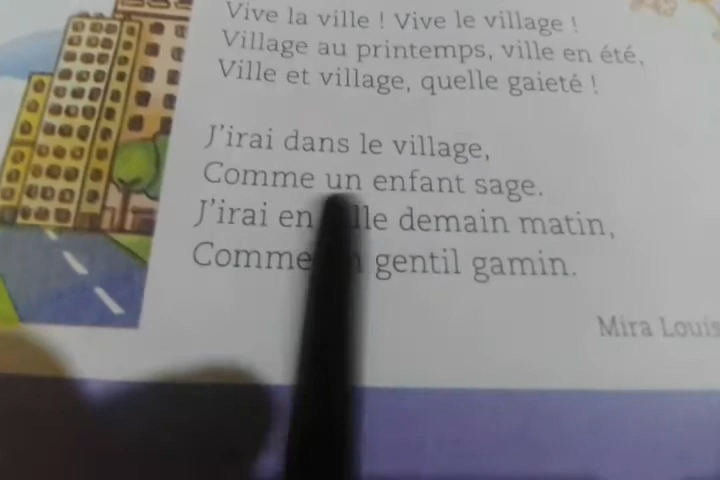 Vive la ville ! Vive le village !
Village au printemps, ville en été,
Ville et village, quelle gaieté !
J'irai dans le village,
Comme un enfant sage.
J'irai en demain matin,
Comme gentil gamin.
Mira Louis